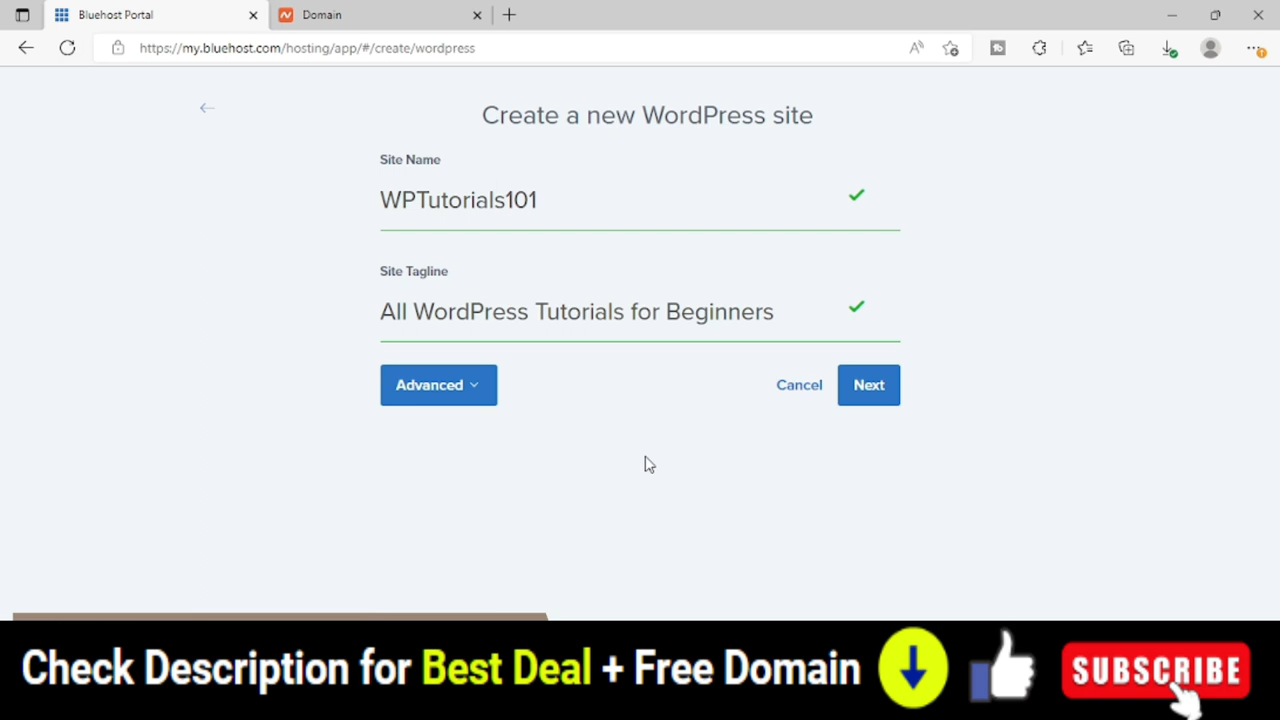 Bluehost Portal
Domain
https://my.bluehost.com/hosting/app/#/create/wordpress
Create a new WordPress site
Site Name
WPTutorials101
Site Tagline
All WordPress Tutorials for Beginners
Advanced
Cancel
Next
Check Description for Best Deal + Free Domain
SUBSCRIBE